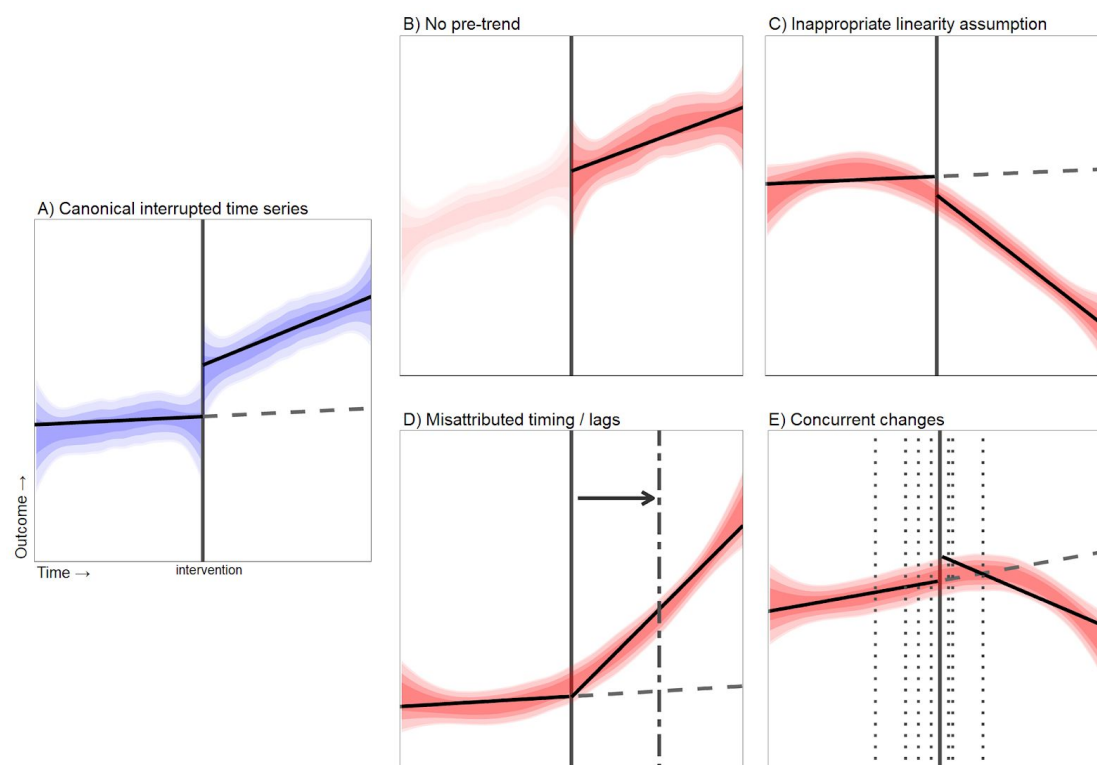 A) Canonical interrupted time series
Outcome →
Time →
intervention
B) No pre-trend
C) Inappropriate linearity assumption
D) Misattributed timing / lags
E) Concurrent changes